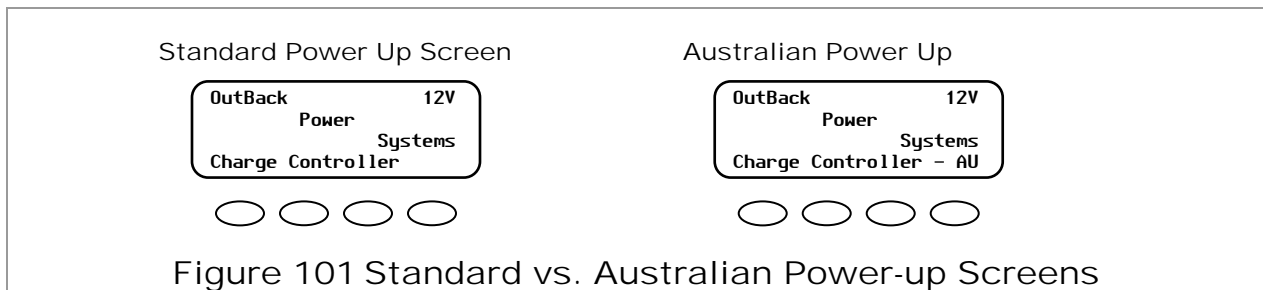 Standard Power Up Screen
OutBack 12V
Power
Systems
Charge Controller
Australian Power Up
OutBack 12V
Power
Systems
Charge Controller - AU
Figure 101 Standard vs. Australian Power-up Screens